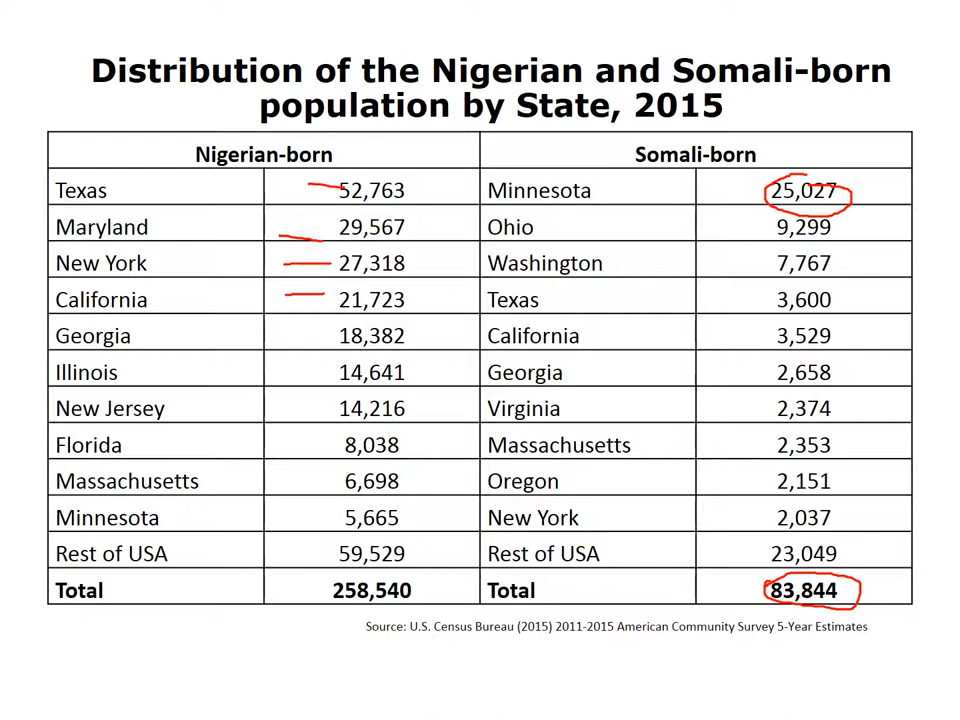 Distribution of the Nigerian and Somali-born
population by State, 2015
Nigerian-born Somali-born
Texas 52,763 Minnesota 25,027
Maryland 29,567 Ohio 9,299
New York 27,318 Washington 7,767
California 21,723 Texas 3,600
Georgia 18,382 California 3,529
Illinois 14,641 Georgia 2,658
New Jersey 14,216 Virginia 2,374
Florida 8,038 Massachusetts 2,353
Massachusetts 6,698 Oregon 2,151
Minnesota 5,665 New York 2,037
Rest of USA 59,529 Rest of USA 23,049
Total 258,540 Total 83,844
Source: U.S. Census Bureau (2015) 2011-2015 American Community Survey 5-Year Estimates